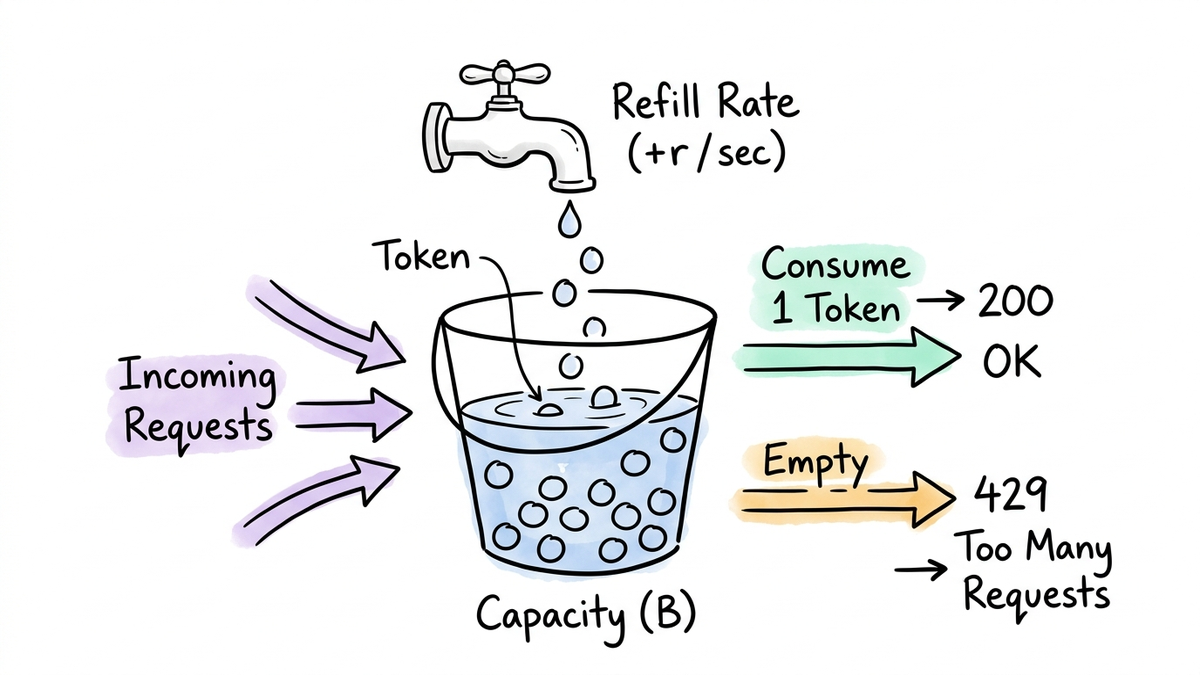 Refill Rate
(+r/sec)
Token
Consume
1 Token → 200
OK
Incoming
Requests
Empty
429
→ Too Many
Requests
Capacity (B)